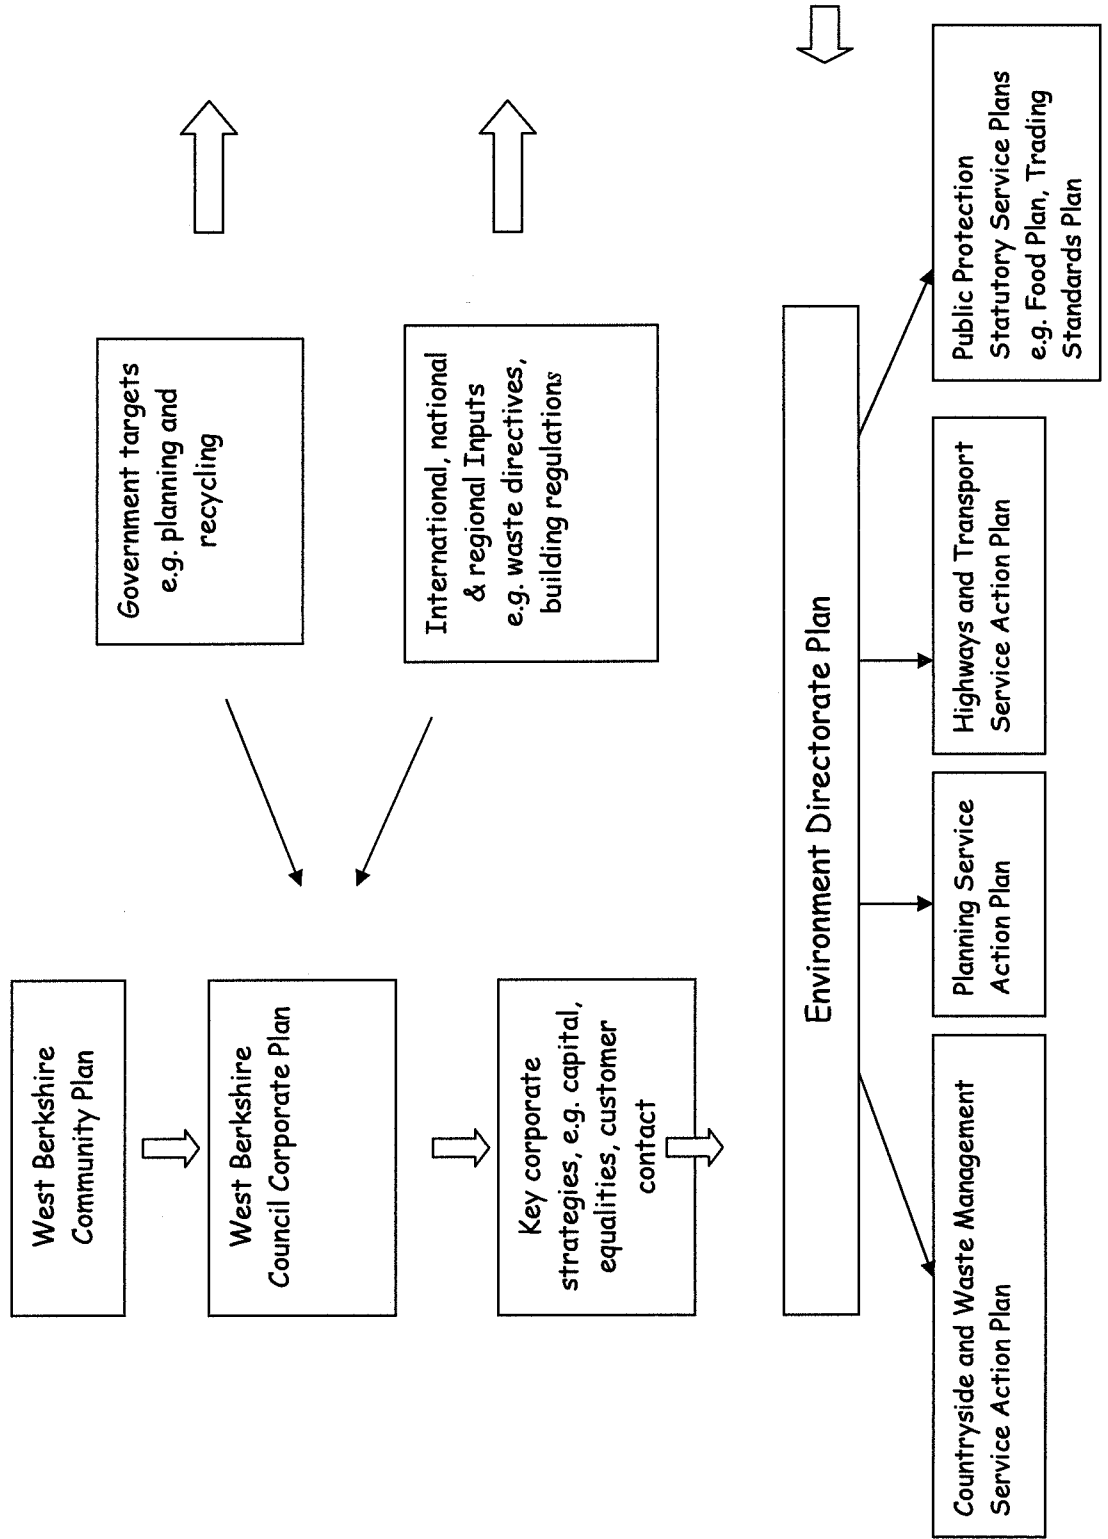 West Berkshire
Community Plan
West Berkshire
Council Corporate Plan
Key corporate
strategies, e.g. capital,
equalities, customer
contact
Government targets
e.g. planning and
recycling
International, national
& regional Inputs
e.g. waste directives,
building regulations
Environment Directorate Plan
Countryside and Waste Management
Service Action Plan
Planning Service
Action Plan
Highways and Transport
Service Action Plan
Public Protection
Statutory Service Plans
e.g. Food Plan, Trading
Standards Plan